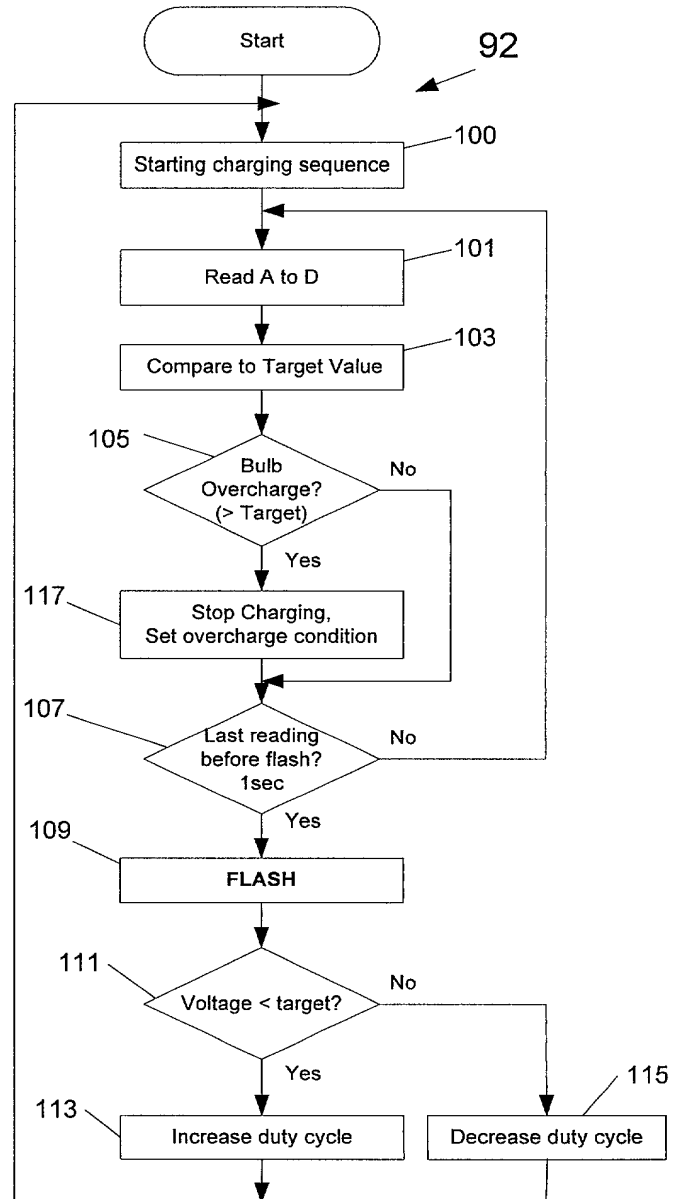 Start
92
100
Starting charging sequence
101
Read A to D
103
Compare to Target Value
105
Bulb
Overcharge?
(> Target)
No
Yes
117
Stop Charging,
Set overcharge condition
107
Last reading
before flash?
1sec
No
Yes
109
FLASH
111
Voltage < target?
No
Yes
113
Increase duty cycle
115
Decrease duty cycle